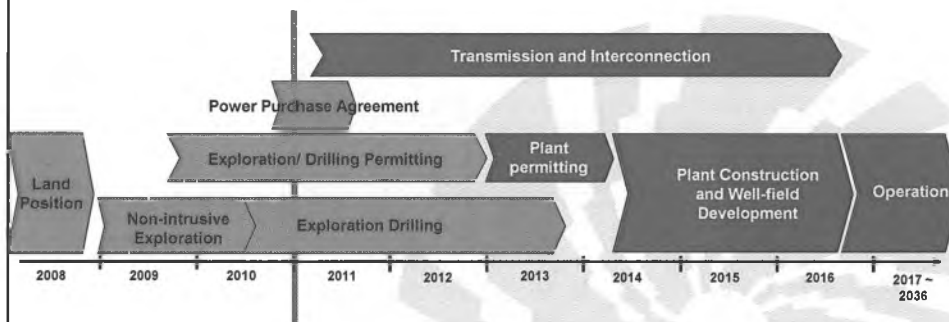 Transmission and Interconnection
Power Purchase Agreement
Exploration/ Drilling Permitting
Plant
permitting
Land
Position
Plant Construction
and Well-field
Development
Operation
Non-intrusive
Exploration
Exploration Drilling
2008
2009
2010
2011
2012
2013
2014
2015
2016
2017 ~
2036